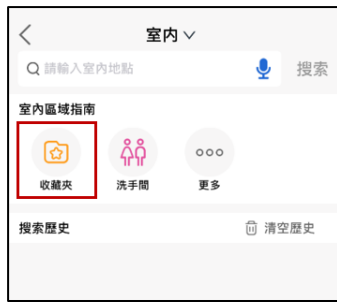 室内
請輸入室內地點
搜索
室內區域指南
收藏夾
洗手間
更多
搜索歷史
清空歷史